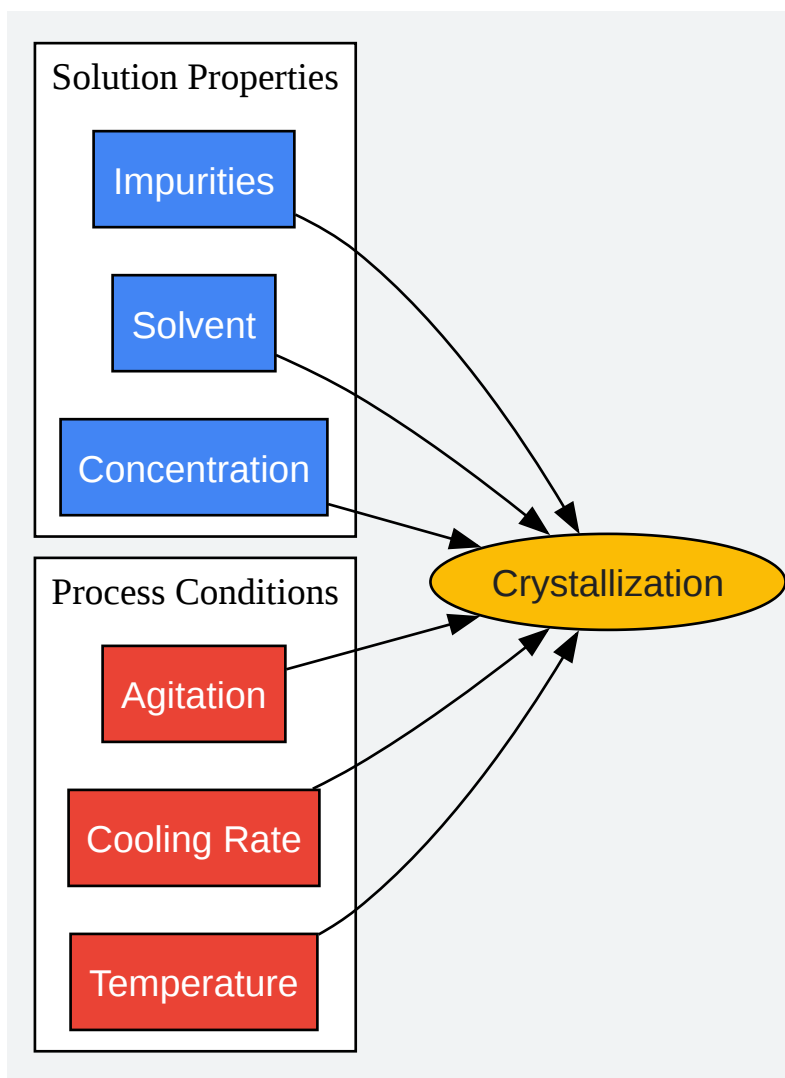 Solution Properties
Impurities
Solvent
Concentration
Crystallization
Process Conditions
Agitation
Cooling Rate
Temperature